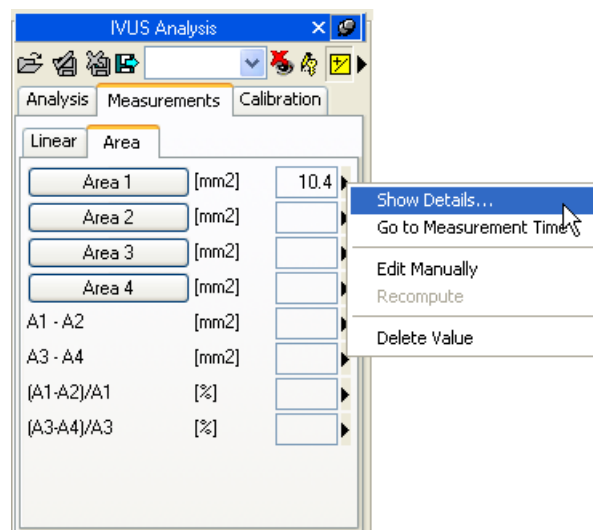 IVUS Analysis
Analysis Measurements Calibration
Linear Area
Area 1 [mm2] 10.4
Show Details...
Area 2 [mm2]
Go to Measurement Time
Area 3 [mm2]
Edit Manually
Area 4 [mm2]
Recompute
A1 - A2 [mm2]
Delete Value
A3 - A4 [mm2]
(A1-A2)/A1 [%]
(A3-A4)/A3 [%]